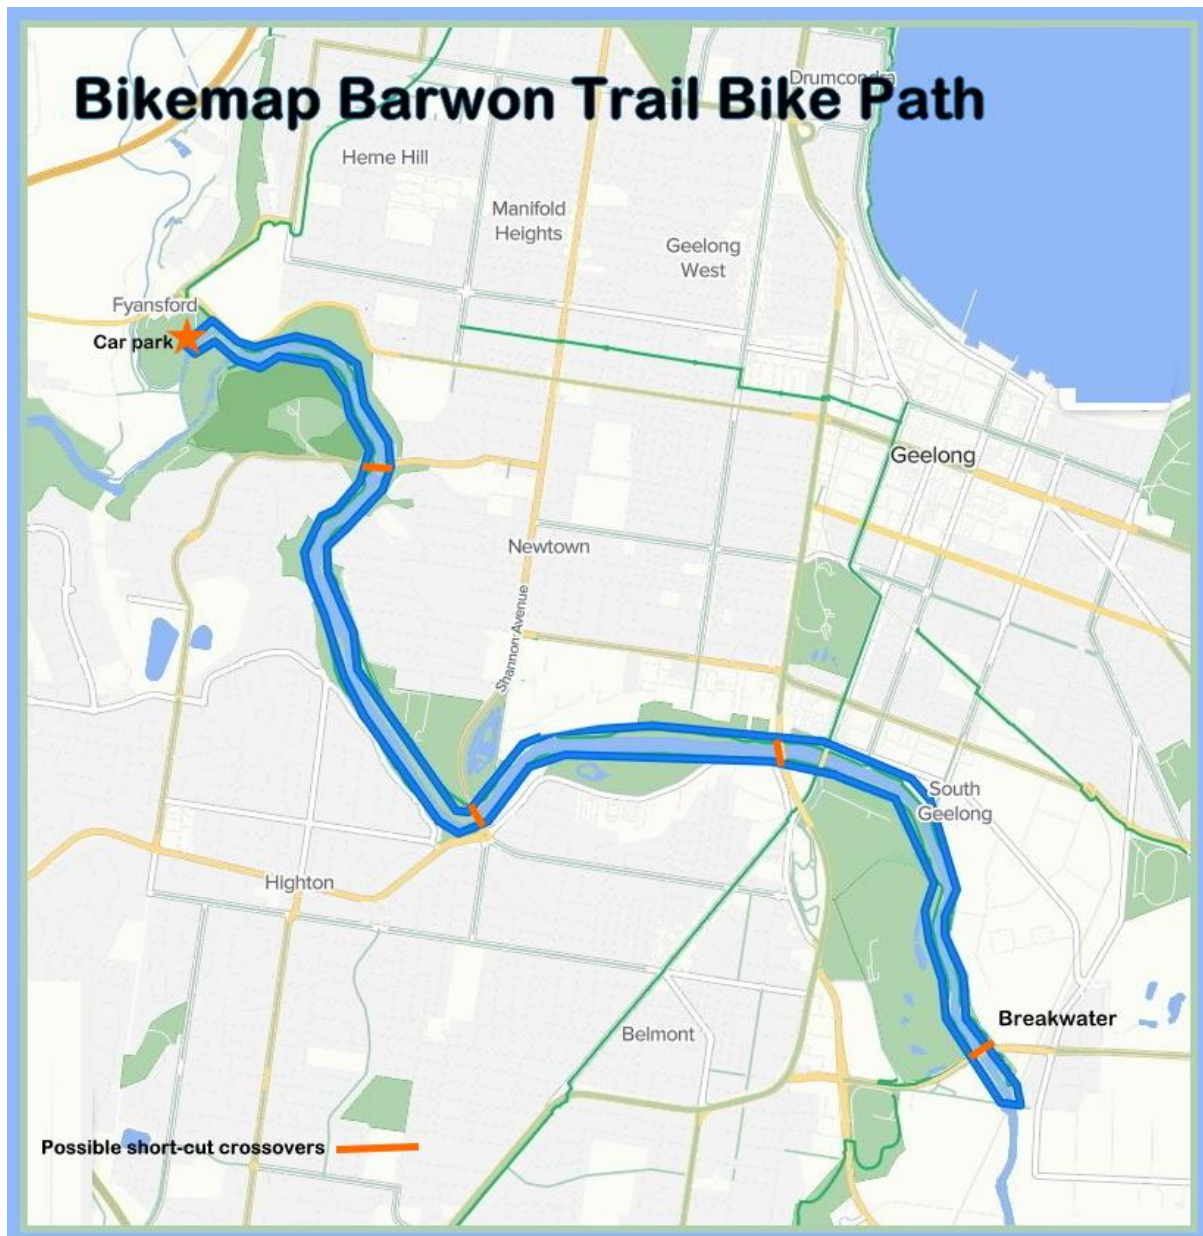 Bikemap Barwon Trail Bike Path
Drumcondra
Herne Hill
Manifold
Heights
Geelong
West
Fyansford
Car park
Geelong
Newtown
Shannon Avenue
South
Geelong
Highton
Breakwater
Belmont
Possible short-cut crossovers